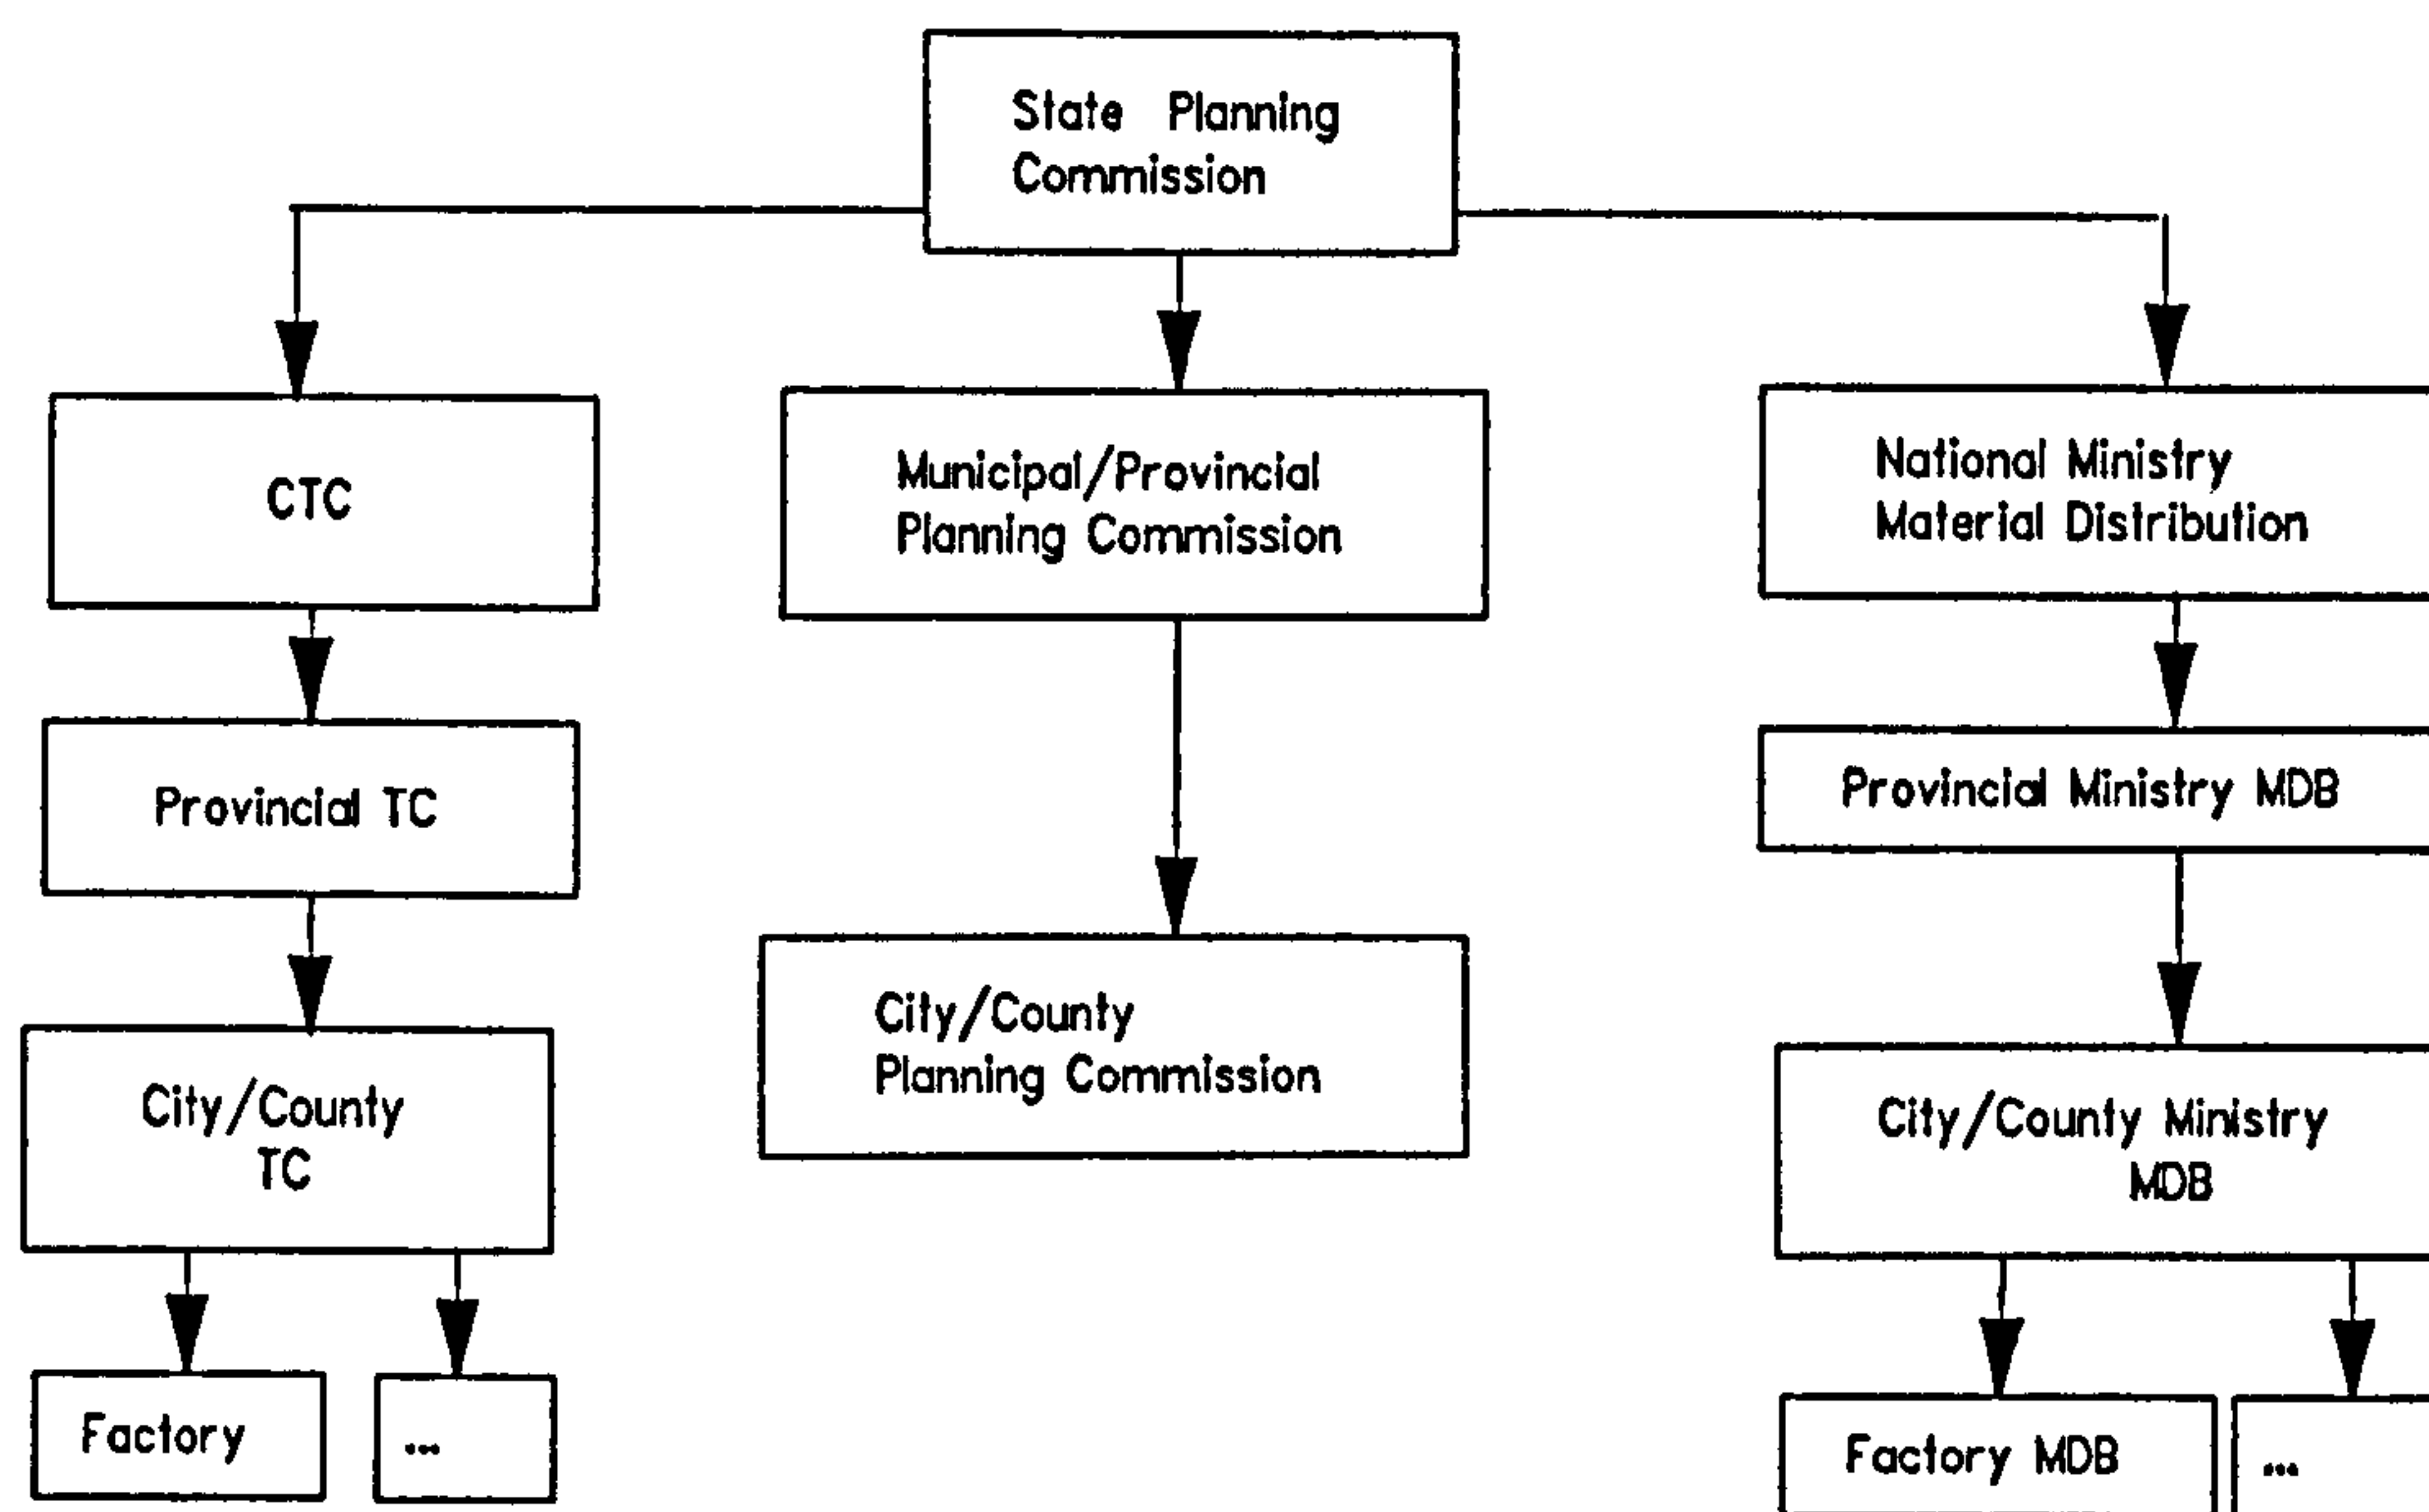 State Planning
Commission
CTC
Municipal/Provincial
Planning Commission
National Ministry
Material Distribution
Provincial TC
Provincial Ministry MDB
City/County
Planning Commission
City/County
TC
City/County Ministry
MDB
Factory
...
Factory MDB
...